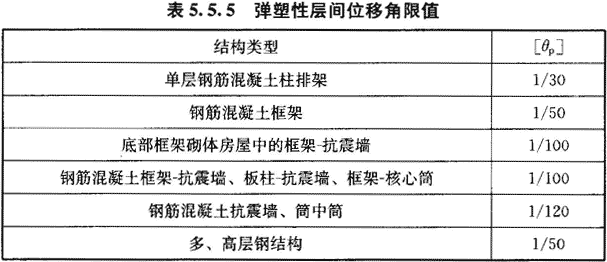 表 5.5.5 弹塑性层间位移角限值
结构类型 [θp]
单层钢筋混凝土柱排架 1/30
钢筋混凝土框架 1/50
底部框架砌体房屋中的框架-抗震墙 1/100
钢筋混凝土框架-抗震墙、板柱-抗震墙、框架-核心筒 1/100
钢筋混凝土抗震墙、筒中筒 1/120
多、高层钢结构 1/50